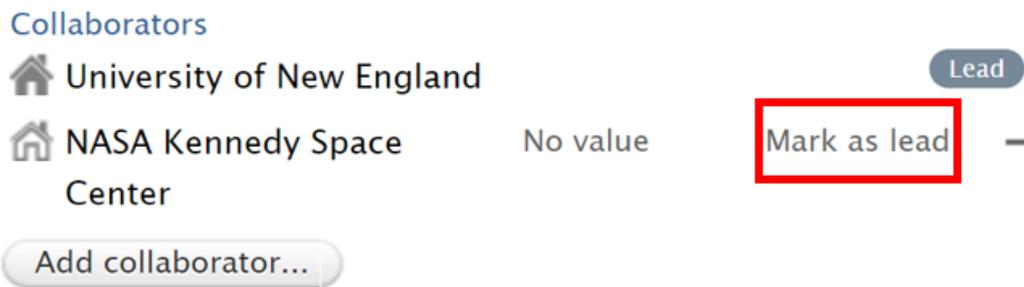 Collaborators
University of New England Lead
NASA Kennedy Space No value Mark as lead
Center
Add collaborator...